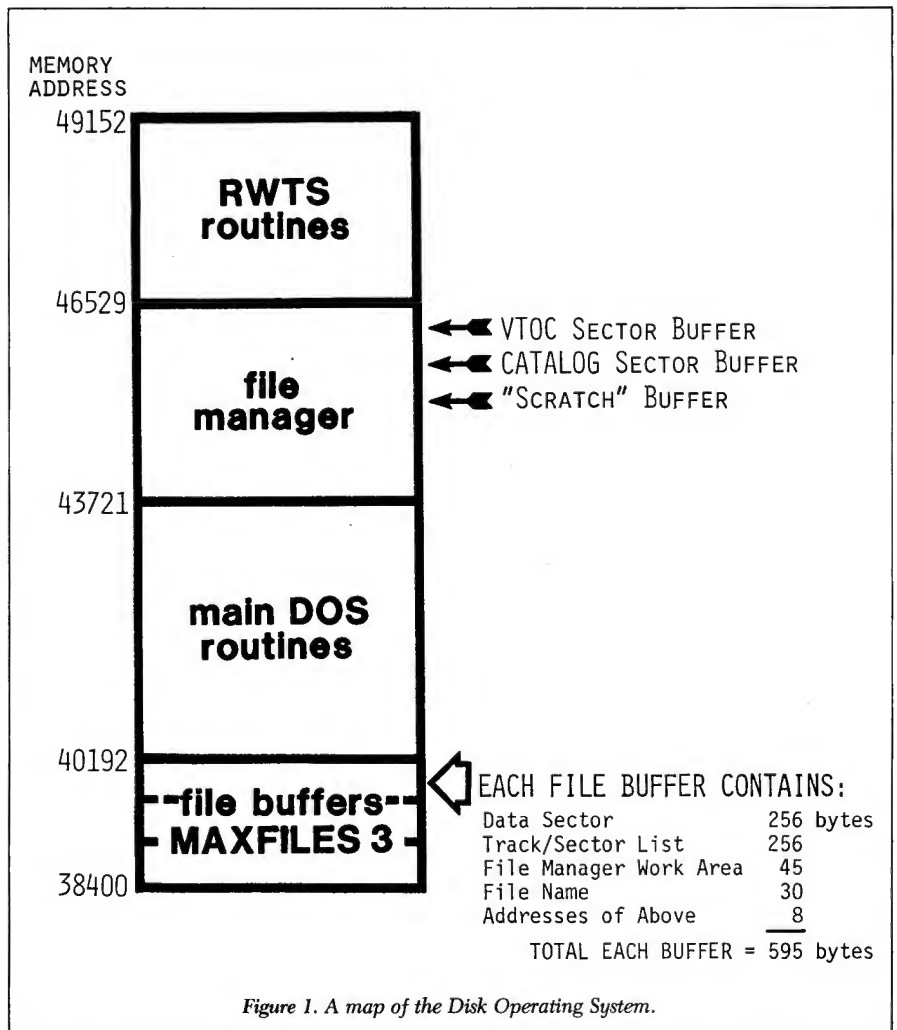 MEMORY
ADDRESS
49152
RWTS
routines
46529
VTOC SECTOR BUFFER
CATALOG SECTOR BUFFER
"SCRATCH" BUFFER
file
manager
43721
main DOS
routines
40192
file buffers
MAXFILES 3
38400
EACH FILE BUFFER CONTAINS:
Data Sector 256 bytes
Track/Sector List 256
File Manager Work Area 45
File Name 30
Addresses of Above 8
TOTAL EACH BUFFER = 595 bytes
Figure 1. A map of the Disk Operating System.